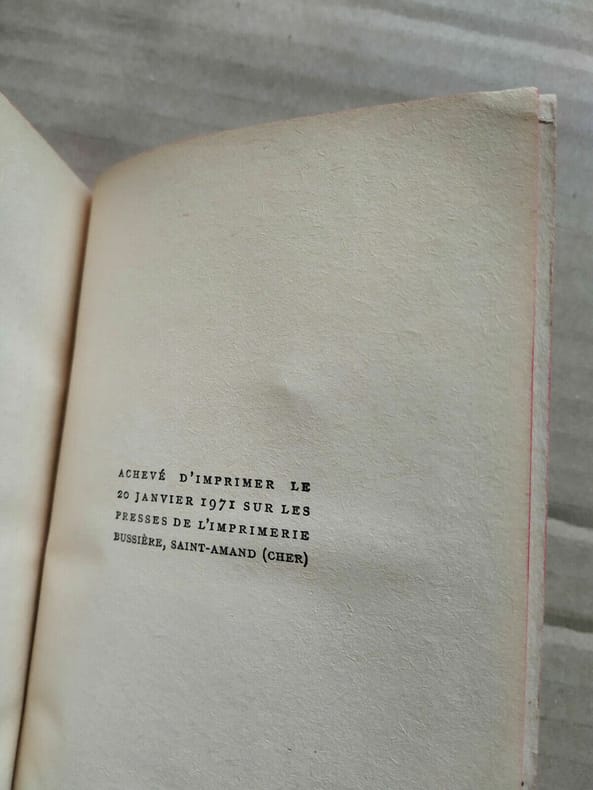 ACHEVÉ D'IMPRIMER LE
20 JANVIER 1971 SUR LES
PRESSES DE L'IMPRIMERIE
BUSSIÈRE, SAINT-AMAND (CHER)